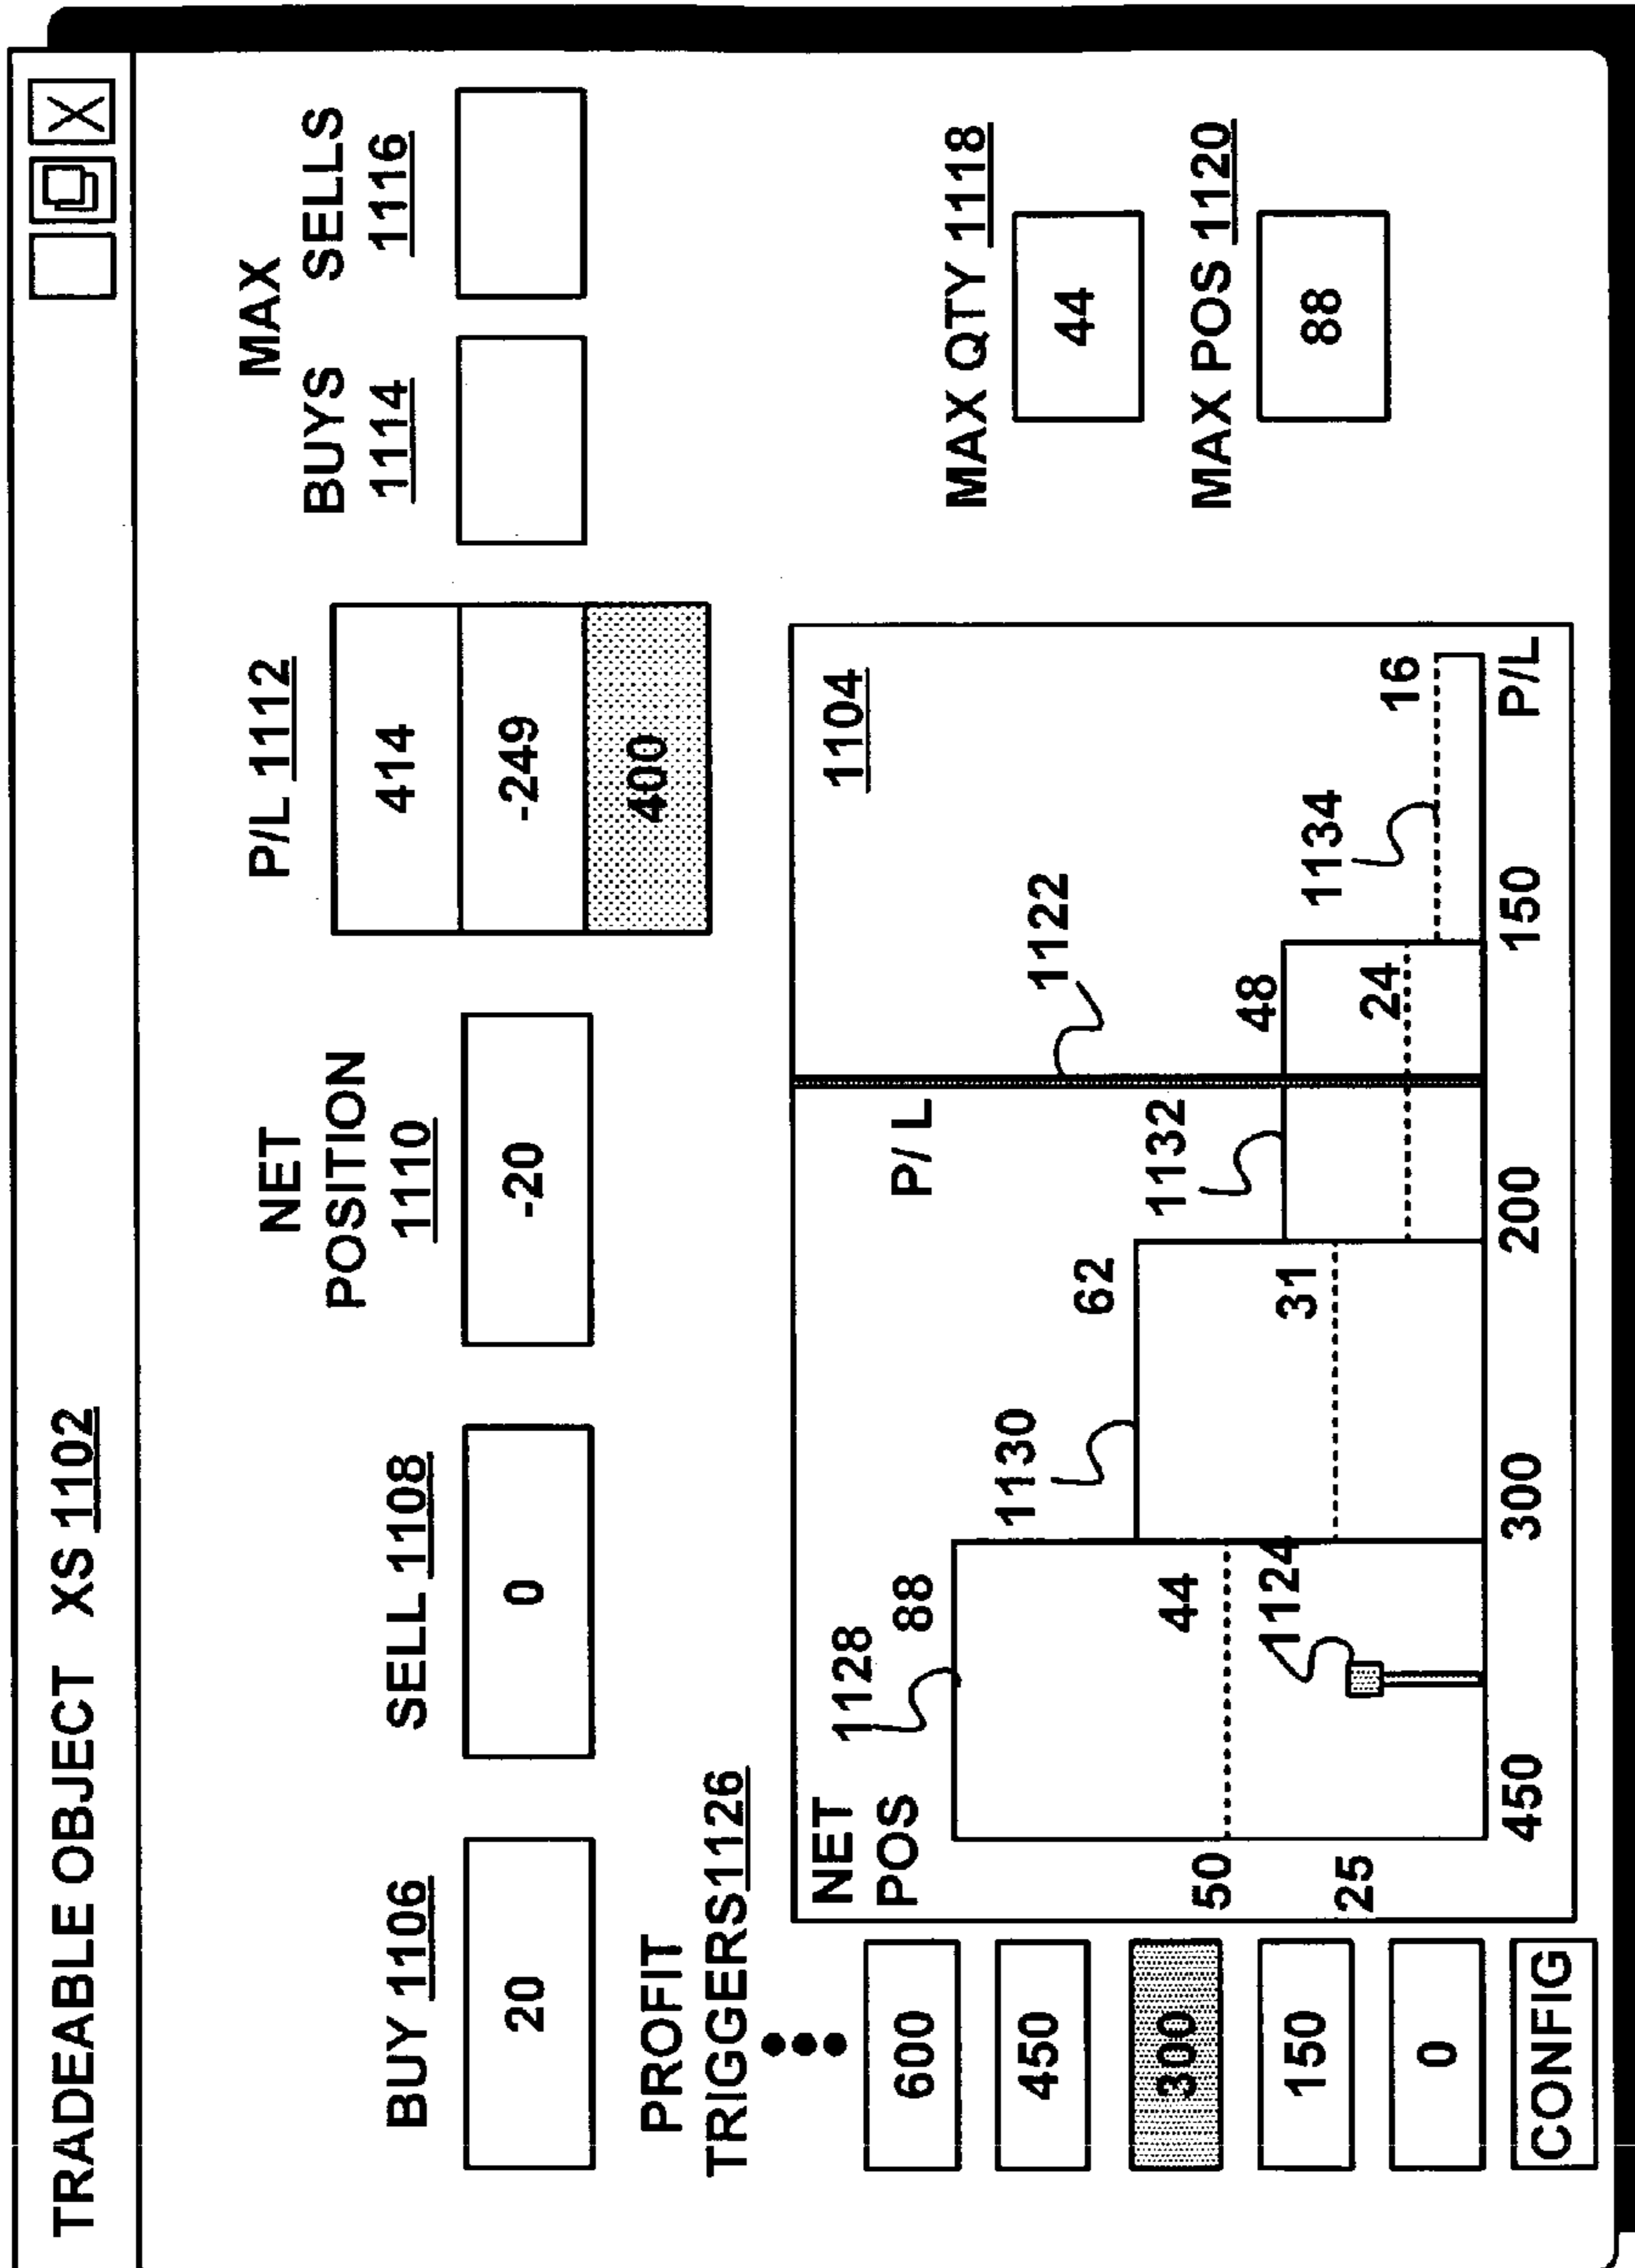 TRADEABLE OBJECT XS 1102
X
MAX
BUY 1106
SELL 1108
NET
POSITION
1110
P/L 1112
BUYS
1114
SELLS
1116
20
0
-20
414
-249
400
PROFIT
TRIGGERS 1126
600
450
300
150
0
CONFIG
NET
POS
50
25
1128
88
44
1124
1130
62
31
P/L
1132
48
24
1122
1104
1134
16
450
300
200
150
P/L
MAX QTY 1118
44
MAX POS 1120
88